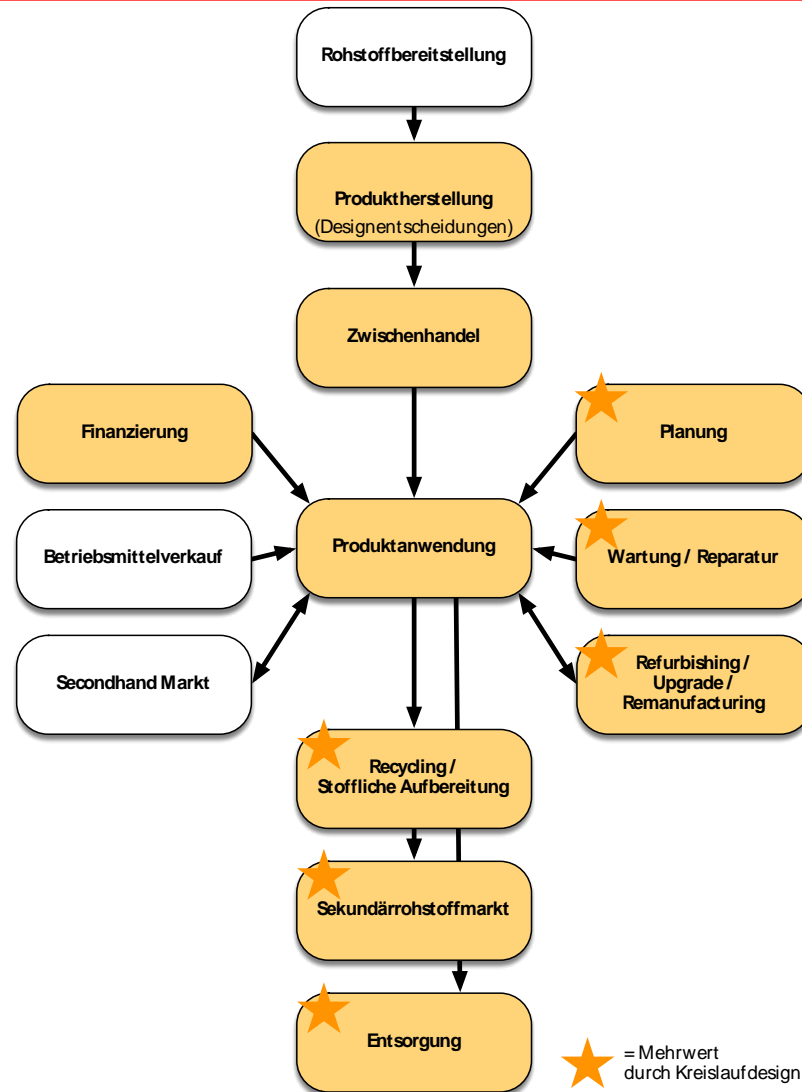 Rohstoffbereitstellung
Produktherstellung
(Designentscheidungen)
Zwischenhandel
Finanzierung
Planung
Betriebsmittelverkauf
Produktanwendung
Wartung / Reparatur
Secondhand Markt
Refurbishing /
Upgrade /
Remanufacturing
Recycling /
Stoffliche Aufbereitung
Sekundärrohstoffmarkt
Entsorgung
= Mehrwert
durch Kreislaufdesign